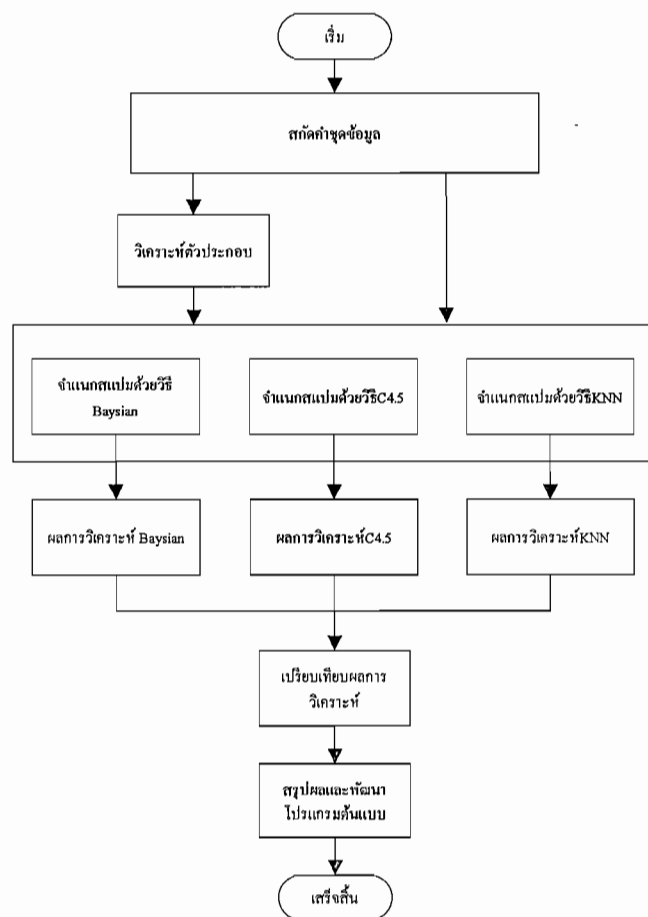 เริ่ม
สกัดคำชุดข้อมูล
วิเคราะห์ตัวประกอบ
จำแนกสแปมด้วยวิธี
Baysian
จำแนกสแปมด้วยวิธีC4.5
จำแนกสแปมด้วยวิธีKNN
ผลการวิเคราะห์ Baysian
ผลการวิเคราะห์C4.5
ผลการวิเคราะห์KNN
เปรียบเทียบผลการ
วิเคราะห์
สรุปผลและพัฒนา
โปรแกรมต้นแบบ
เสร็จสิ้น